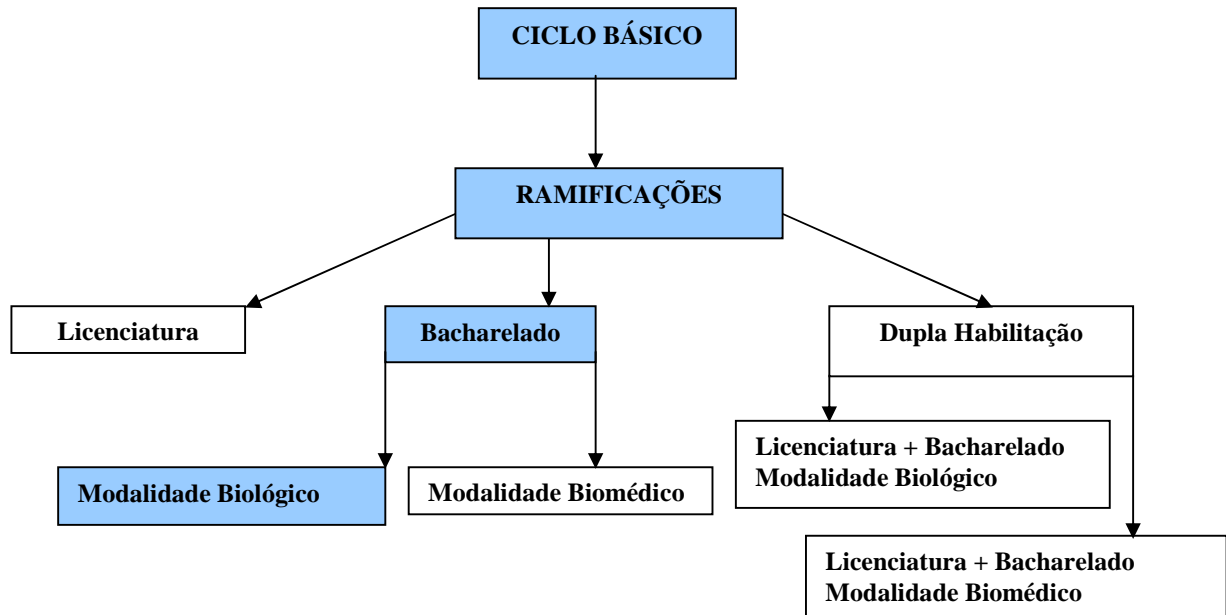 CICLO BÁSICO
RAMIFICAÇÕES
Licenciatura
Bacharelado
Dupla Habilitação
Modalidade Biológico
Modalidade Biomédico
Licenciatura + Bacharelado
Modalidade Biológico
Licenciatura + Bacharelado
Modalidade Biomédico